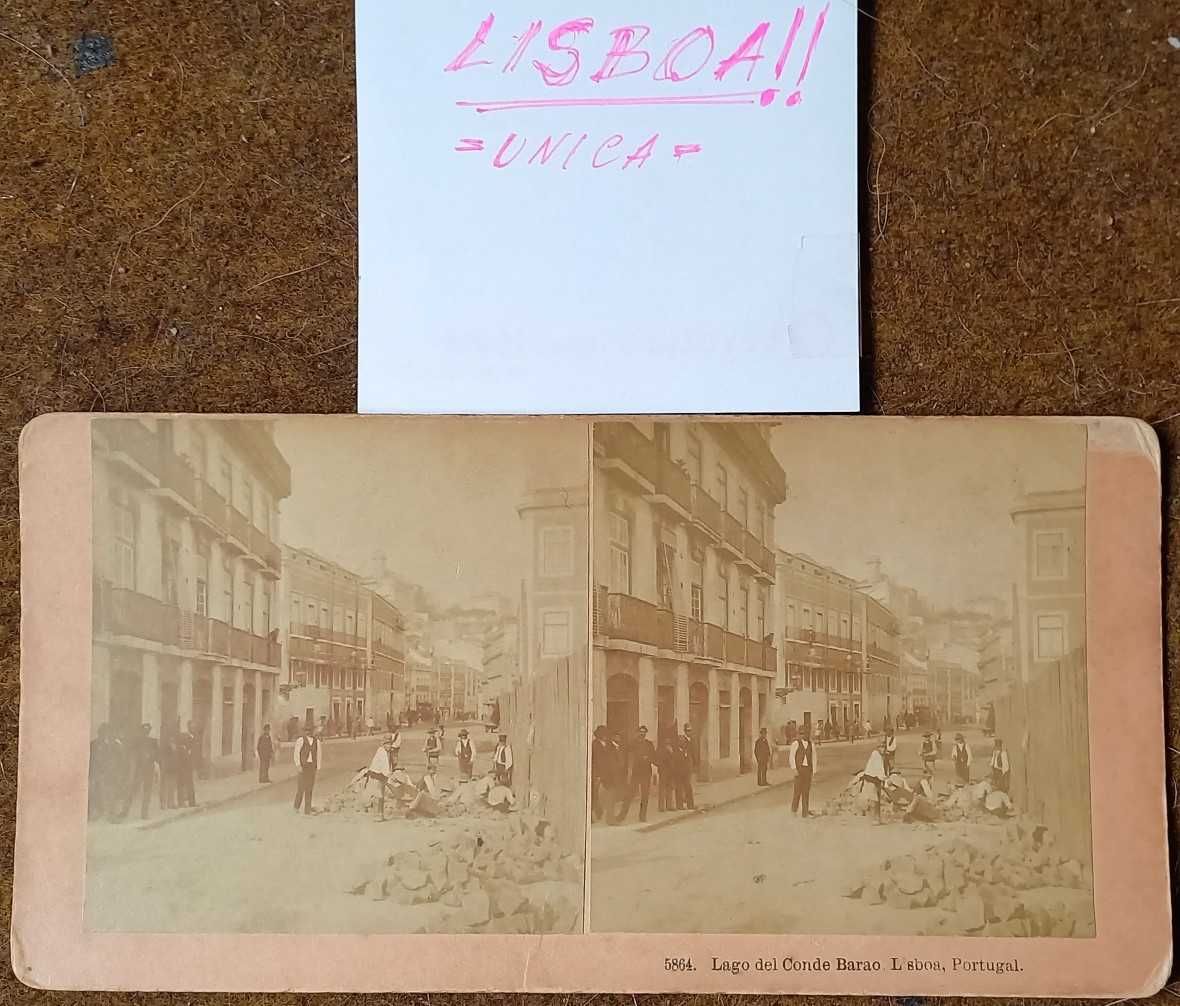 LISBOA!!
=UNICA=
5864. Lago del Conde Barao L sboa, Portugal.